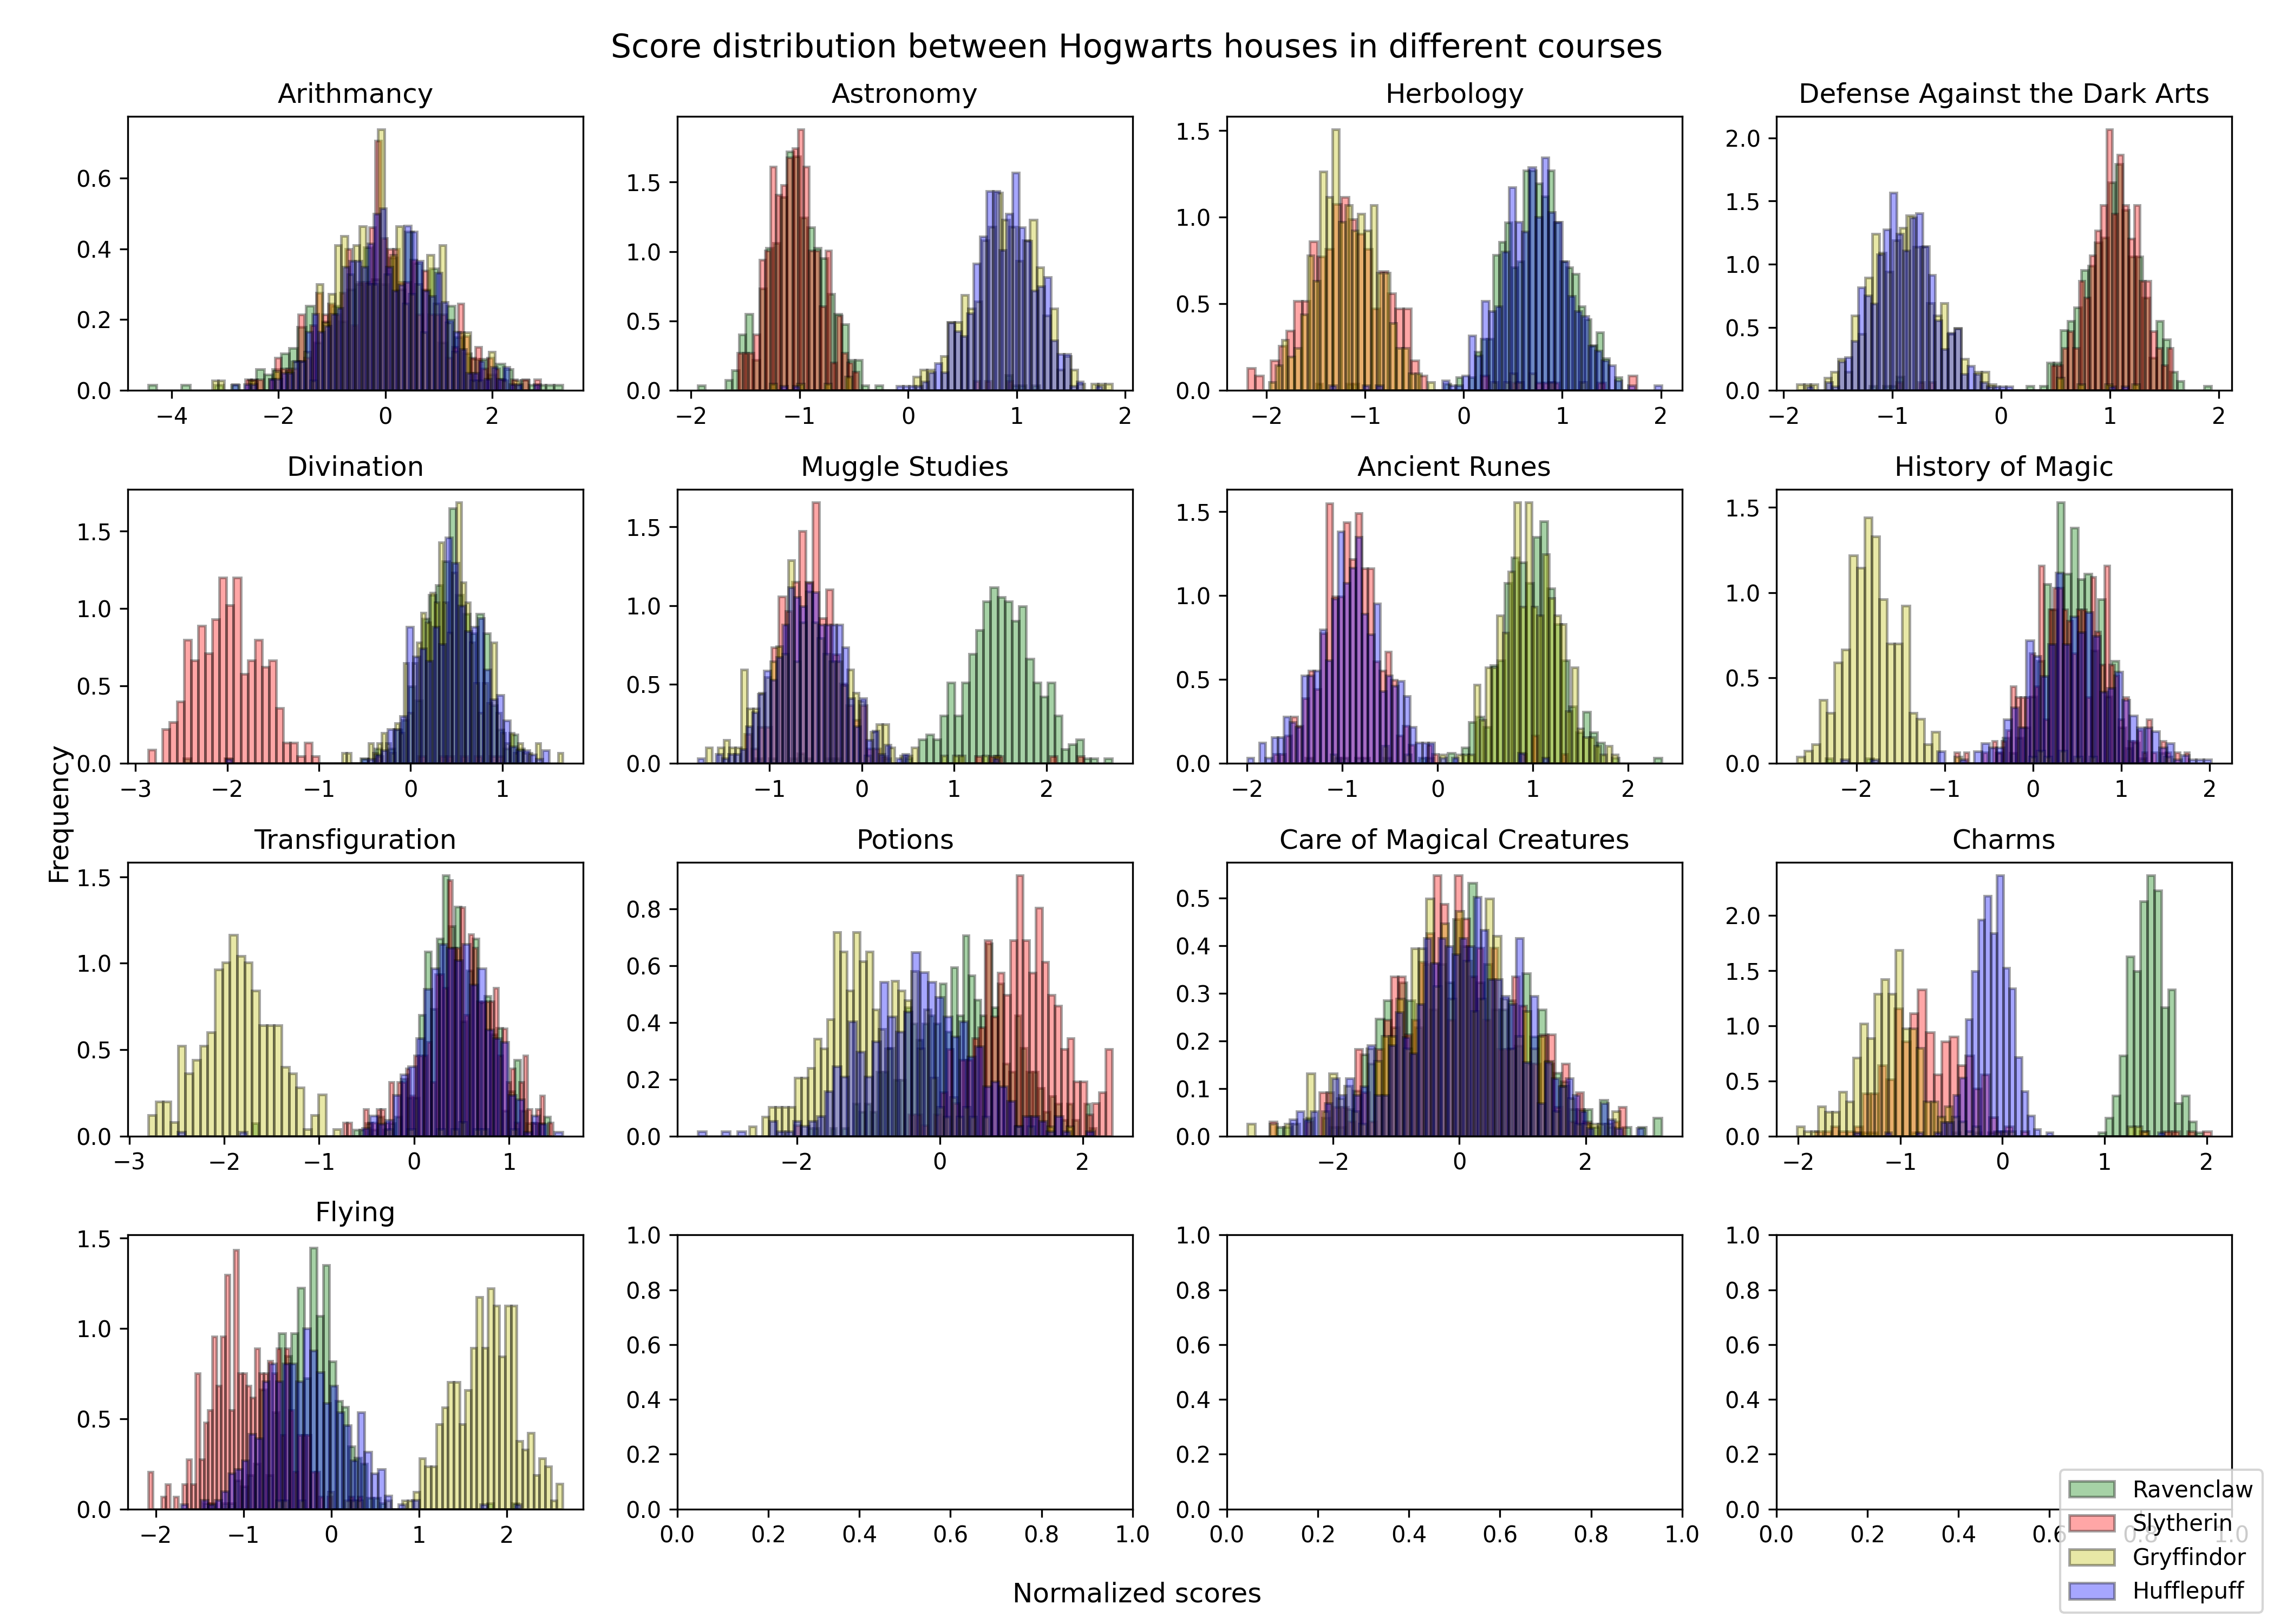 Score distribution between Hogwarts houses in different courses
Arithmancy
0.6
0.4
0.2
0.0
−4 −2 0 2
Astronomy
1.5
1.0
0.5
0.0
−2 −1 0 1 2
Herbology
1.5
1.0
0.5
0.0
−2 −1 0 1 2
Defense Against the Dark Arts
2.0
1.5
1.0
0.5
0.0
−2 −1 0 1 2
Divination
1.5
1.0
0.5
0.0
−3 −2 −1 0 1
Muggle Studies
1.5
1.0
0.5
0.0
−1 0 1 2
Ancient Runes
1.5
1.0
0.5
0.0
−2 −1 0 1 2
History of Magic
1.5
1.0
0.5
0.0
−2 −1 0 1 2
Frequency
Transfiguration
1.5
1.0
0.5
0.0
−3 −2 −1 0 1
Potions
0.8
0.6
0.4
0.2
0.0
−2 0 2
Care of Magical Creatures
0.5
0.4
0.3
0.2
0.1
0.0
−2 0 2
Charms
2.0
1.5
1.0
0.5
0.0
−2 −1 0 1 2
Flying
1.5
1.0
0.5
0.0
−2 −1 0 1 2
1.0
0.8
0.6
0.4
0.2
0.0
0.0 0.2 0.4 0.6 0.8 1.0
1.0
0.8
0.6
0.4
0.2
0.0
0.0 0.2 0.4 0.6 0.8 1.0
1.0
0.8
0.6
0.4
0.2
0.0
0.0 0.2 0.4 0.6 0.8 1.0
Ravenclaw
Slytherin
Gryffindor
Hufflepuff
Normalized scores